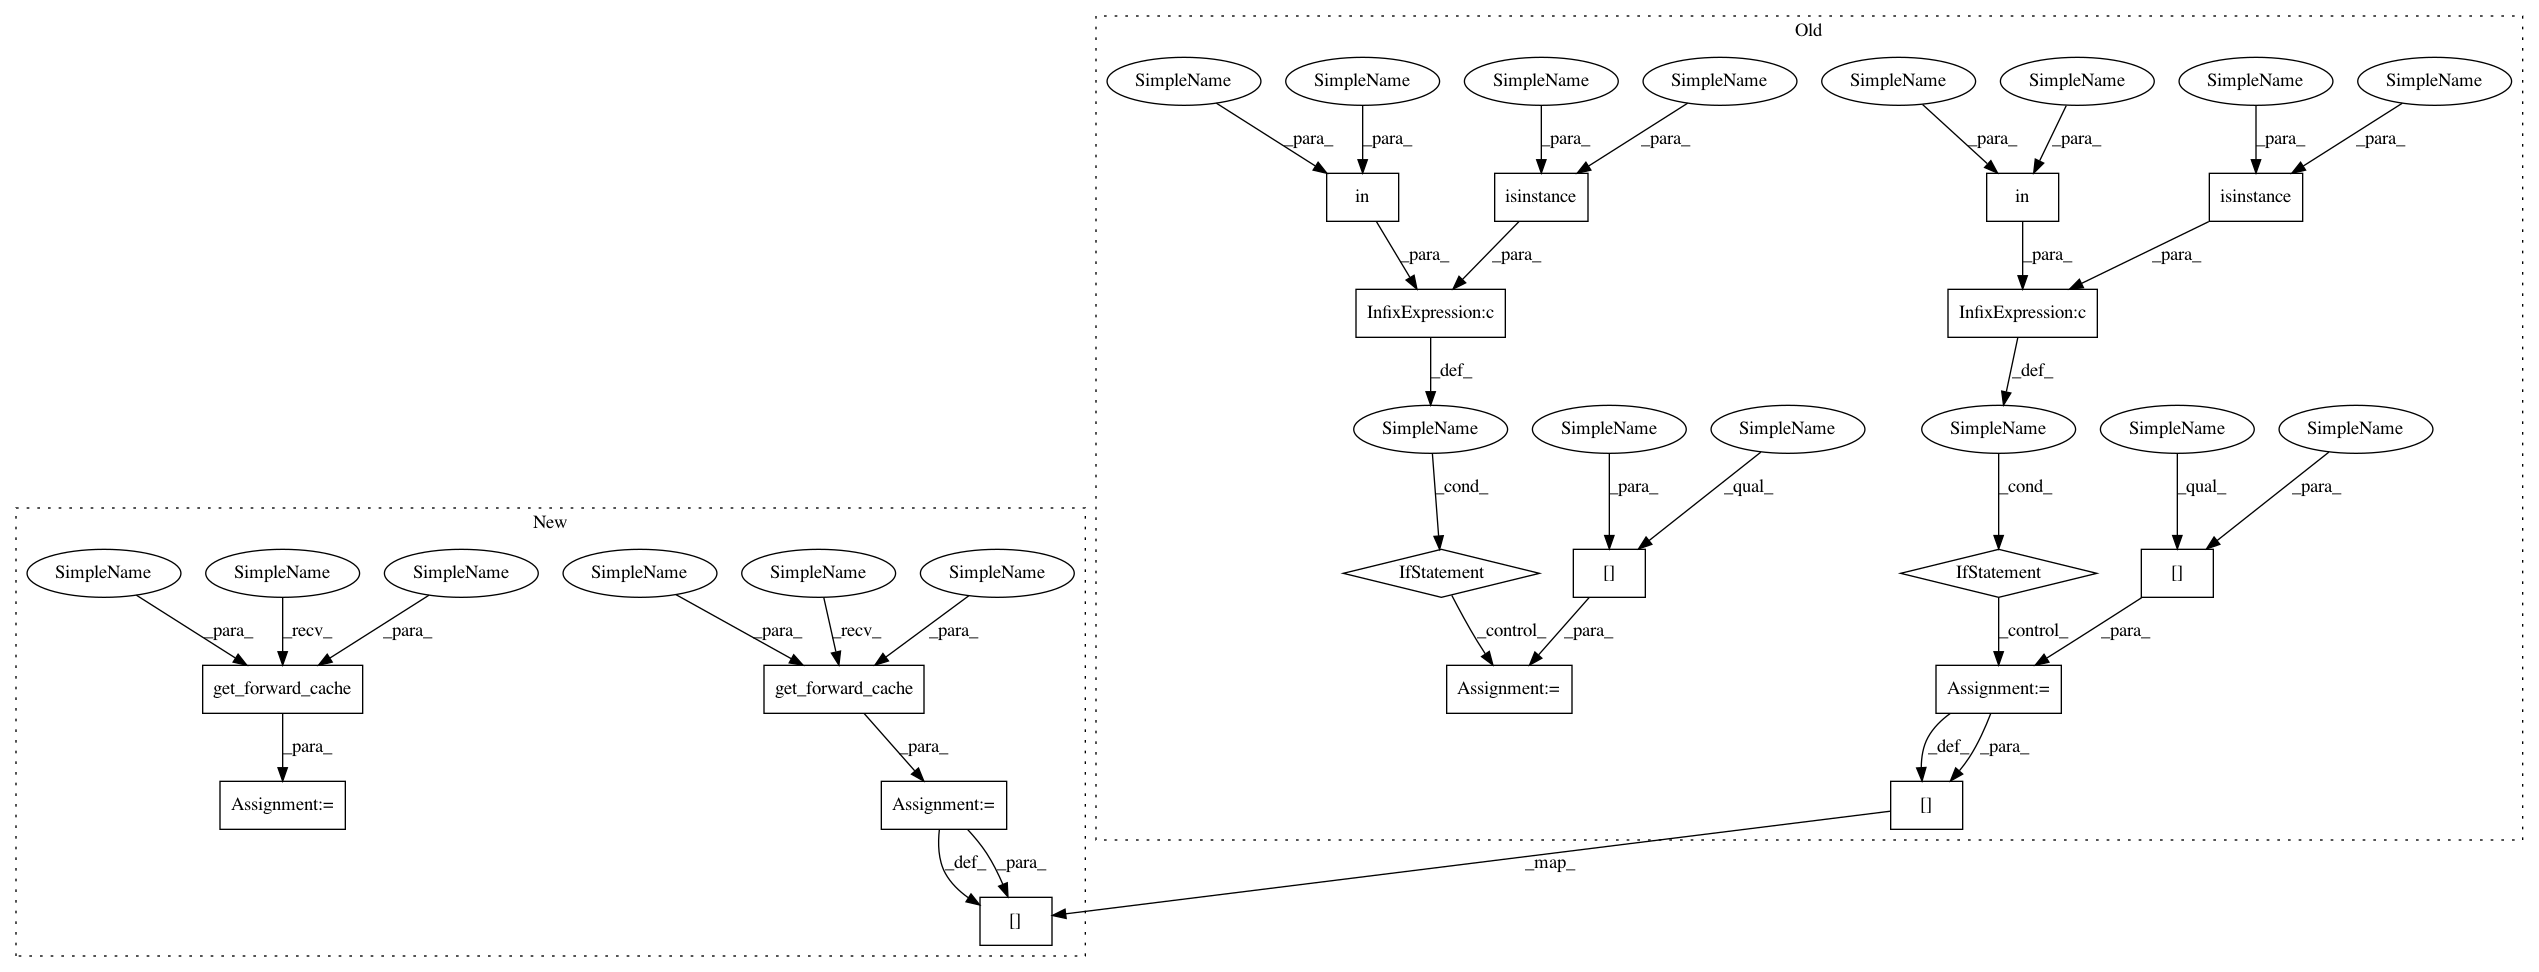 Old
SimpleName SimpleName SimpleName SimpleName SimpleName SimpleName SimpleName SimpleName
_para_ _para_ _para_ _para_ _para_ _para_ _para_ _para_
in isinstance in isinstance
_para_ _para_ _para_ _para_
InfixExpression:c InfixExpression:c
_def_ _def_
SimpleName SimpleName SimpleName SimpleName SimpleName SimpleName
_cond_ _para_ _qual_ _cond_ _qual_ _para_
New
SimpleName SimpleName SimpleName SimpleName SimpleName SimpleName IfStatement [] IfStatement []
_para_ _recv_ _para_ _para_ _recv_ _para_ _control_ _para_ _control_ _para_
get_forward_cache get_forward_cache Assignment:= Assignment:=
_para_ _para_ _def_ _para_
Assignment:= Assignment:= []
_def_ _para_ _map_
[]